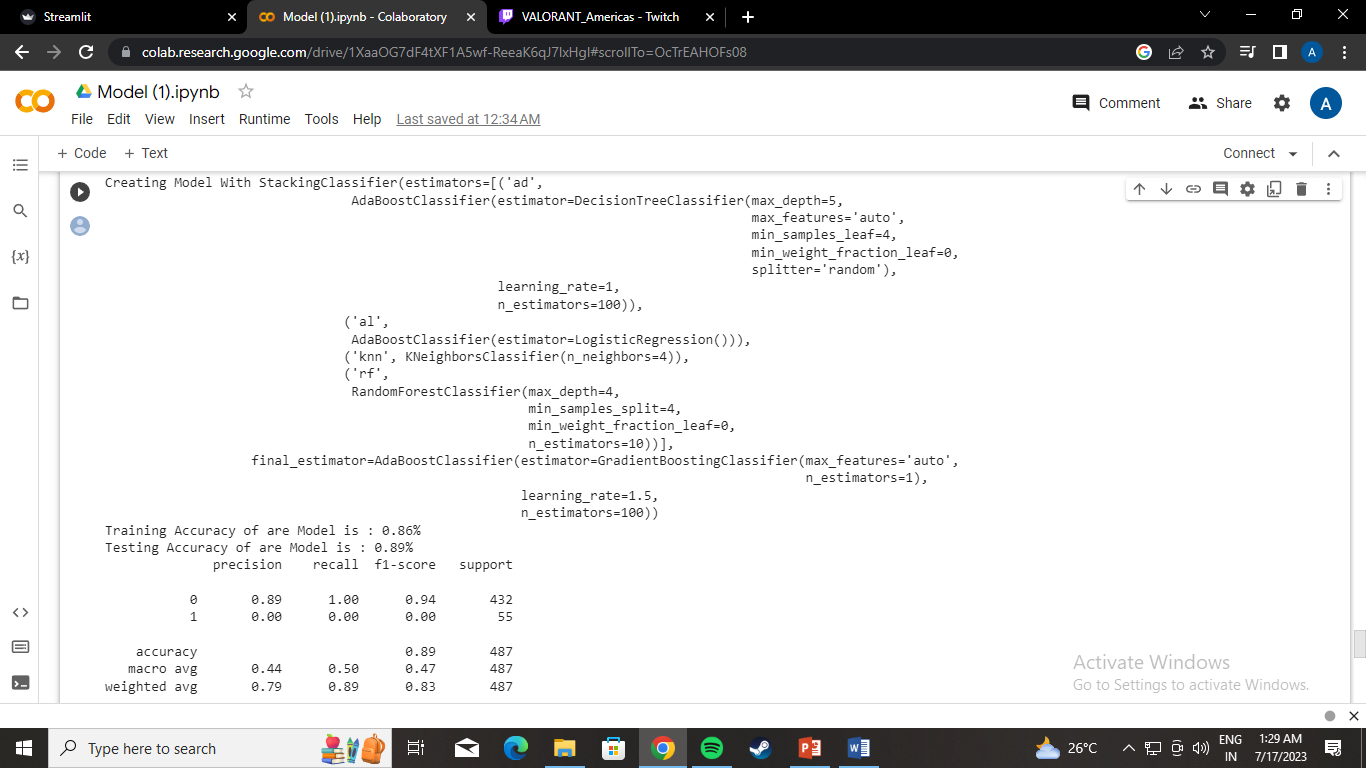 Streamlit
Model (1).ipynb - Colaboratory
VALORANT_Americas - Twitch
colab.research.google.com/drive/1XaaOG7dF4tXF1A5wf-ReeaK6qJ7lxHgl#scrollTo=OcTrEAHOFs08
A
CO
Model (1).ipynb
File Edit View Insert Runtime Tools Help Last saved at 12:34 AM
Comment Share A
+ Code + Text Connect
{x}
Creating Model With StackingClassifier(estimators=[('ad',
AdaBoostClassifier(estimator=DecisionTreeClassifier(max_depth=5,
max_features='auto',
min_samples_leaf=4,
min_weight_fraction_leaf=0,
splitter='random'),
learning_rate=1,
n_estimators=100)),
('al',
AdaBoostClassifier(estimator=LogisticRegression())),
('knn', KNeighborsClassifier(n_neighbors=4)),
('rf',
RandomForestClassifier(max_depth=4,
min_samples_split=4,
min_weight_fraction_leaf=0,
n_estimators=10))],
final_estimator=AdaBoostClassifier(estimator=GradientBoostingClassifier(max_features='auto',
n_estimators=1),
learning_rate=1.5,
n_estimators=100))
Training Accuracy of are Model is : 0.86%
Testing Accuracy of are Model is : 0.89%
precision recall f1-score support
0 0.89 1.00 0.94 432
1 0.00 0.00 0.00 55
accuracy 0.89 487
macro avg 0.44 0.50 0.47 487
weighted avg 0.79 0.89 0.83 487
Activate Windows
Go to Settings to activate Windows.
Type here to search
26°C
ENG
IN
1:29 AM
7/17/2023